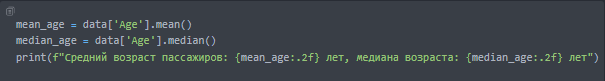 mean_age = data['Age'].mean()
median_age = data['Age'].median()
print(f"Средний возраст пассажиров: {mean_age:.2f} лет, медиана возраста: {median_age:.2f} лет")